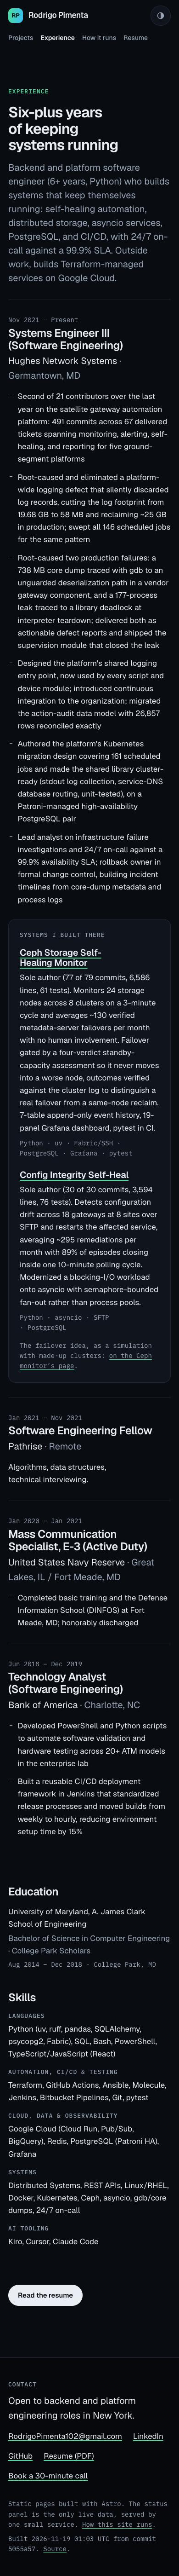 RP Rodrigo Pimenta
Projects Experience How it runs Resume
EXPERIENCE
Six-plus years
of keeping
systems running
Backend and platform software
engineer (6+ years, Python) who builds
systems that keep themselves
running: self-healing automation,
distributed storage, asyncio services,
PostgreSQL, and CI/CD, with 24/7 on-
call against a 99.9% SLA. Outside
work, builds Terraform-managed
services on Google Cloud.
Nov 2021 – Present
Systems Engineer III
(Software Engineering)
Hughes Network Systems ·
Germantown, MD
– Second of 21 contributors over the last
year on the satellite gateway automation
platform: 491 commits across 67 delivered
tickets spanning monitoring, alerting, self-
healing, and reporting for five ground-
segment platforms
– Root-caused and eliminated a platform-
wide logging defect that silently discarded
log records, cutting the log footprint from
19.68 GB to 58 MB and reclaiming ~25 GB
in production; swept all 146 scheduled jobs
for the same pattern
– Root-caused two production failures: a
738 MB core dump traced with gdb to an
unguarded deserialization path in a vendor
gateway component, and a 177-process
leak traced to a library deadlock at
interpreter teardown; delivered both as
reproducible defect reports and shipped the
supervision module that closed the leak
– Designed the platform's shared logging
entry point, now used by every script and
device module; introduced continuous
integration to the organization; migrated
the action-audit data model with 26,857
rows reconciled exactly
– Authored the platform's Kubernetes
migration design covering 161 scheduled
jobs and made the shared library cluster-
ready (stdout log collection, service-DNS
database routing, unit-tested), on a
Patroni-managed high-availability
PostgreSQL pair
– Lead analyst on infrastructure failure
investigations and 24/7 on-call against a
99.9% availability SLA; rollback owner in
formal change control, building incident
timelines from core-dump metadata and
process logs
SYSTEMS I BUILT THERE
Ceph Storage Self-
Healing Monitor
Sole author (77 of 79 commits, 6,586
lines, 61 tests). Monitors 24 storage
nodes across 8 clusters on a 3-minute
cycle and averages ~130 verified
metadata-server failovers per month
with no human involvement. Failover
gated by a four-verdict standby-
capacity assessment so it never moves
into a worse node, outcomes verified
against the cluster log to distinguish a
real failover from a same-node reclaim.
7-table append-only event history, 19-
panel Grafana dashboard, pytest in CI.
Python · uv · Fabric/SSH ·
PostgreSQL · Grafana · pytest
Config Integrity Self-Heal
Sole author (30 of 30 commits, 3,594
lines, 76 tests). Detects configuration
drift across 18 gateways at 8 sites over
SFTP and restarts the affected service,
averaging ~295 remediations per
month with 89% of episodes closing
inside one 10-minute polling cycle.
Modernized a blocking-I/O workload
onto asyncio with semaphore-bounded
fan-out rather than process pools.
Python · asyncio · SFTP
· PostgreSQL
The failover idea, as a simulation
with made-up clusters: on the Ceph
monitor's page.
Jan 2021 – Nov 2021
Software Engineering Fellow
Pathrise · Remote
Algorithms, data structures,
technical interviewing.
Jan 2020 – Jan 2021
Mass Communication
Specialist, E-3 (Active Duty)
United States Navy Reserve · Great
Lakes, IL / Fort Meade, MD
– Completed basic training and the Defense
Information School (DINFOS) at Fort
Meade, MD; honorably discharged
Jun 2018 – Dec 2019
Technology Analyst
(Software Engineering)
Bank of America · Charlotte, NC
– Developed PowerShell and Python scripts
to automate software validation and
hardware testing across 20+ ATM models
in the enterprise lab
– Built a reusable CI/CD deployment
framework in Jenkins that standardized
release processes and moved builds from
weekly to hourly, reducing environment
setup time by 15%
Education
University of Maryland, A. James Clark
School of Engineering
Bachelor of Science in Computer Engineering
· College Park Scholars
Aug 2014 – Dec 2018 · College Park, MD
Skills
LANGUAGES
Python (uv, ruff, pandas, SQLAlchemy,
psycopg2, Fabric), SQL, Bash, PowerShell,
TypeScript/JavaScript (React)
AUTOMATION, CI/CD & TESTING
Terraform, GitHub Actions, Ansible, Molecule,
Jenkins, Bitbucket Pipelines, Git, pytest
CLOUD, DATA & OBSERVABILITY
Google Cloud (Cloud Run, Pub/Sub,
BigQuery), Redis, PostgreSQL (Patroni HA),
Grafana
SYSTEMS
Distributed Systems, REST APIs, Linux/RHEL,
Docker, Kubernetes, Ceph, asyncio, gdb/core
dumps, 24/7 on-call
AI TOOLING
Kiro, Cursor, Claude Code
Read the resume
CONTACT
Open to backend and platform
engineering roles in New York.
RodrigoPimenta102@gmail.com LinkedIn
GitHub Resume (PDF)
Book a 30-minute call
Static pages built with Astro. The status
panel is the only live data, served by
one small service. How this site runs.
Built 2026-11-19 01:03 UTC from commit
5055a57. Source.